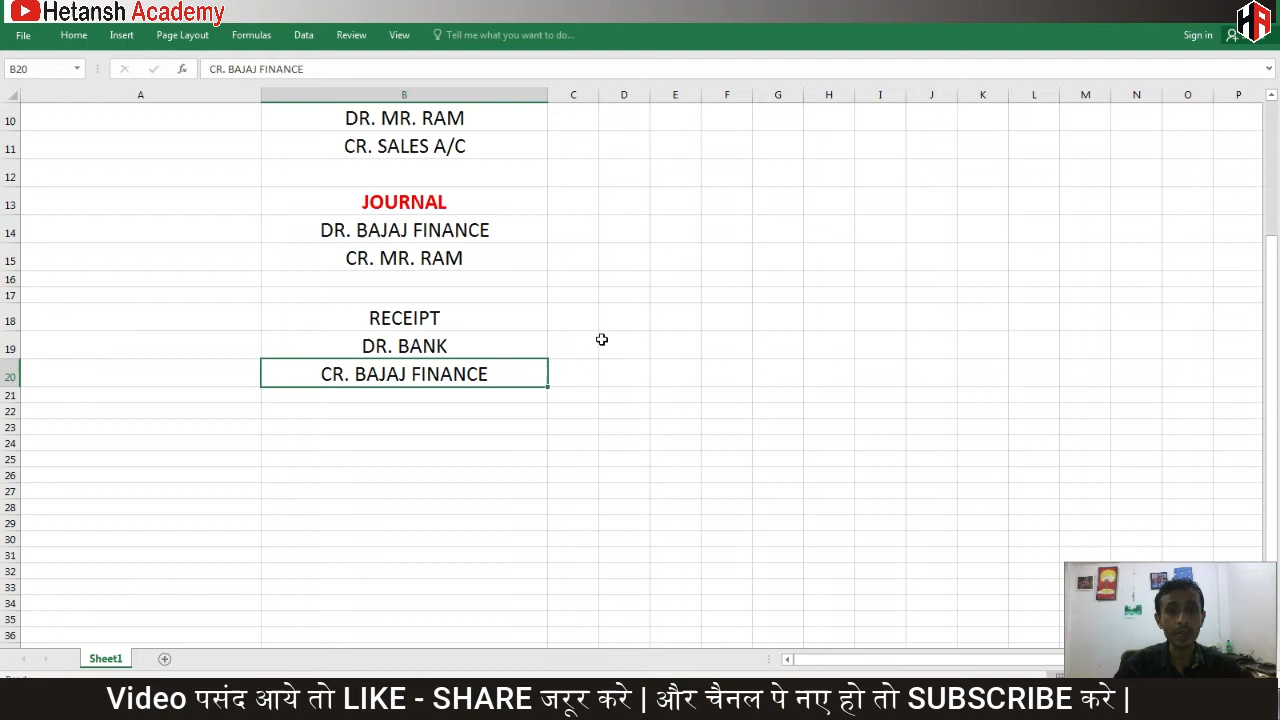 Hetansh Academy
File Home Insert Page Layout Formulas Data Review View Tell me what you want to do... Sign in
B20 fx CR. BAJAJ FINANCE
A B C D E F G H I J K L M N O P
10 DR. MR. RAM
11 CR. SALES A/C
12
13 JOURNAL
14 DR. BAJAJ FINANCE
15 CR. MR. RAM
16
17
18 RECEIPT
19 DR. BANK
20 CR. BAJAJ FINANCE
21
22
23
24
25
26
27
28
29
30
31
32
33
34
35
36
Sheet1
Video पसंद आये तो LIKE - SHARE जरूर करे | और चैनल पे नए हो तो SUBSCRIBE करे |